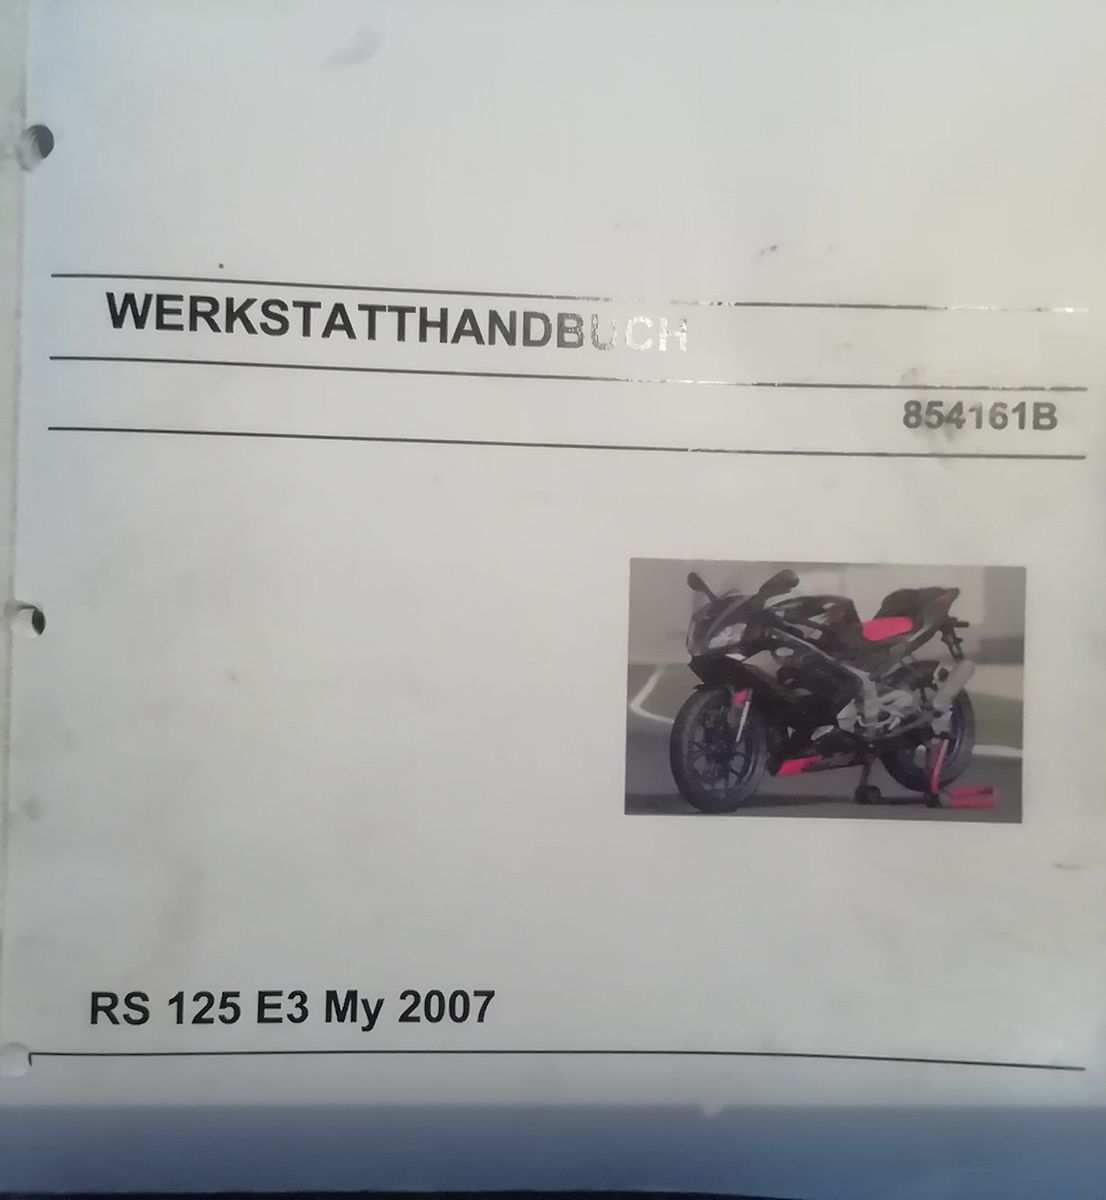 WERKSTATTHANDBUCH
854161B
RS 125 E3 My 2007